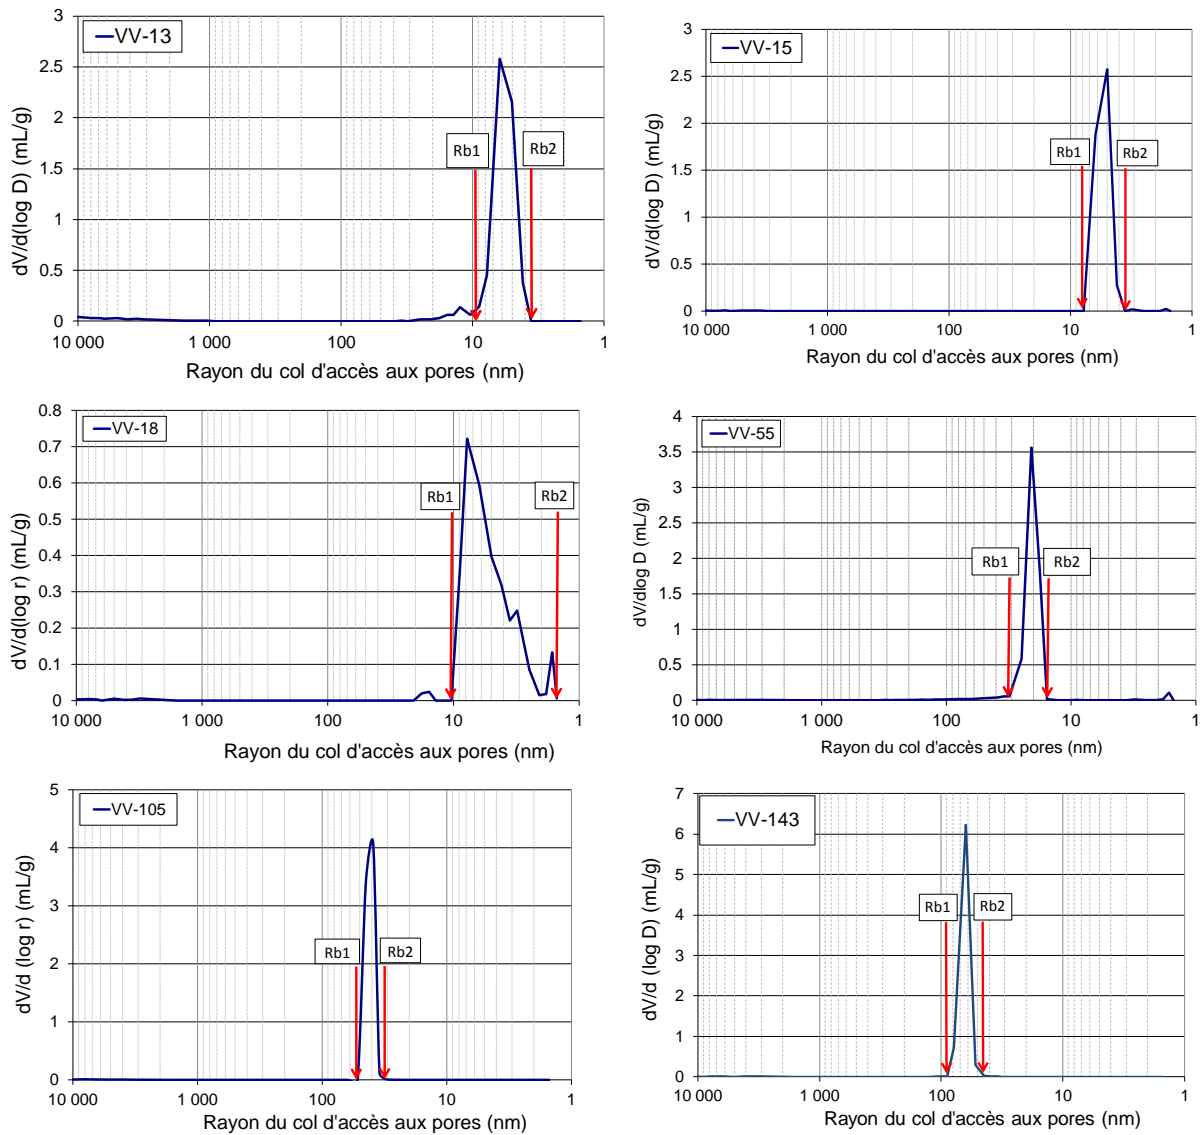 VV-13
dV/d(log D) (mL/g)
3
2.5
2
1.5
1
0.5
0
Rb1
Rb2
10 000
1 000
100
10
1
Rayon du col d'accès aux pores (nm)
VV-15
dV/d(log D) (mL/g)
3
2.5
2
1.5
1
0.5
0
Rb1
Rb2
10 000
1 000
100
10
1
Rayon du col d'accès aux pores (nm)
VV-18
dV/d(log r) (mL/g)
0.8
0.7
0.6
0.5
0.4
0.3
0.2
0.1
0
Rb1
Rb2
10 000
1 000
100
10
1
Rayon du col d'accès aux pores (nm)
VV-55
dV/dlog D (mL/g)
4
3.5
3
2.5
2
1.5
1
0.5
0
Rb1
Rb2
10 000
1 000
100
10
1
Rayon du col d'accès aux pores (nm)
VV-105
dV/d (log r) (mL/g)
5
4
3
2
1
0
Rb1
Rb2
10 000
1 000
100
10
1
Rayon du col d'accès aux pores (nm)
VV-143
dV/d (log D) (mL/g)
7
6
5
4
3
2
1
0
Rb1
Rb2
10 000
1 000
100
10
1
Rayon du col d'accès aux pores (nm)